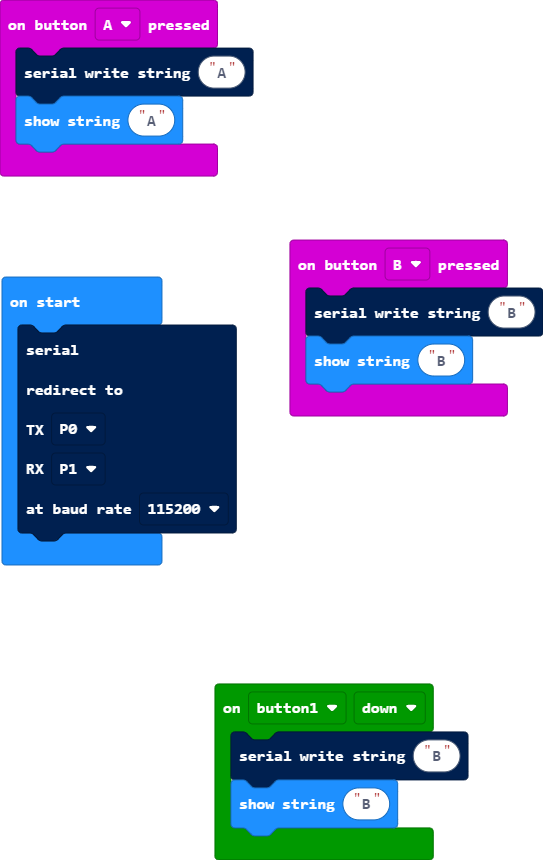 on button A pressed
serial write string "A"
show string "A"
on button B pressed
serial write string "B"
show string "B"
on start
serial
redirect to
TX P0
RX P1
at baud rate 115200
on button1 down
serial write string "B"
show string "B"